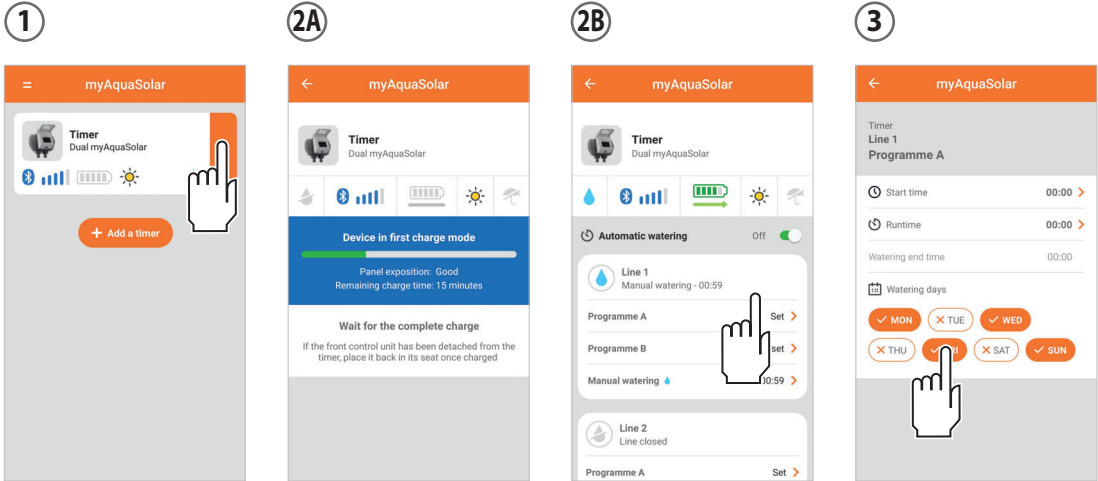 1
myAquaSolar
Timer
Dual myAquaSolar
+ Add a timer
2A
myAquaSolar
Timer
Dual myAquaSolar
Device in first charge mode
Panel exposition: Good
Remaining charge time: 15 minutes
Wait for the complete charge
If the front control unit has been detached from the
timer, place it back in its seat once charged
2B
myAquaSolar
Timer
Dual myAquaSolar
Automatic watering Off
Line 1
Manual watering - 00:59
Programme A Set
Programme B set
Manual watering
Line 2
Line closed
Programme A Set
3
myAquaSolar
Timer
Line 1
Programme A
Start time 00:00
Runtime 00:00
Watering end time 00:00
Watering days
MON TUE WED
THU SAT SUN